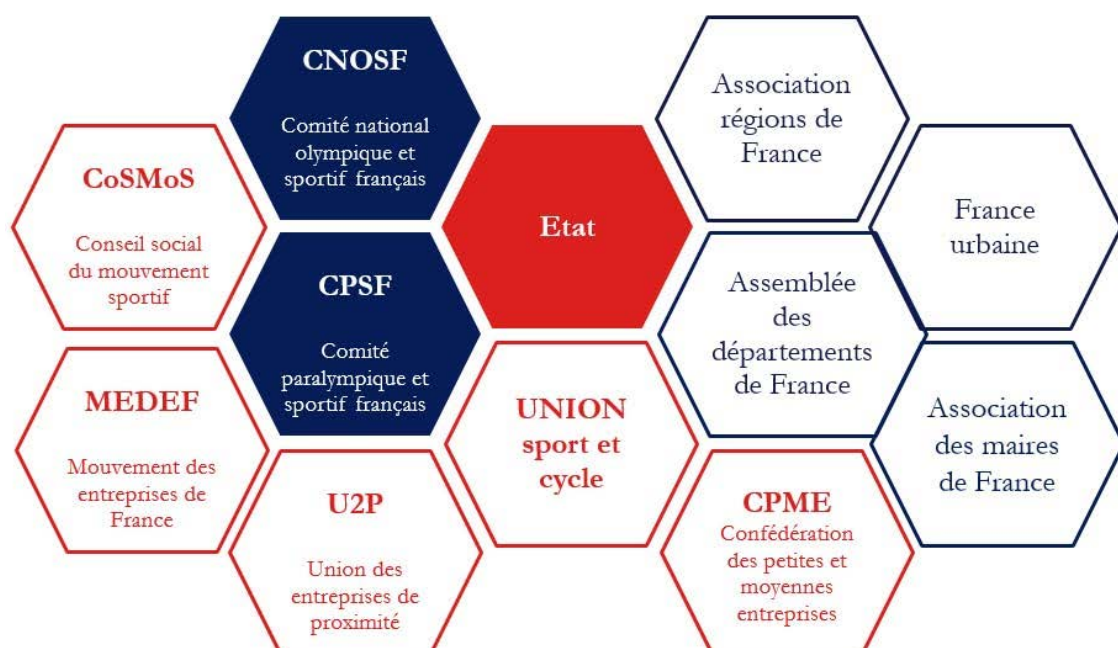 CNOSF
Comité national
olympique et
sportif français
Association
régions de
France
CoSMoS
Conseil social
du mouvement
sportif
Etat
France
urbaine
CPSF
Comité
paralympique et
sportif français
Assemblée
des
départements
de France
MEDEF
Mouvement des
entreprises de
France
UNION
sport et
cycle
Association
des maires
de France
U2P
Union des
entreprises de
proximité
CPME
Confédération
des petites et
moyennes
entreprises